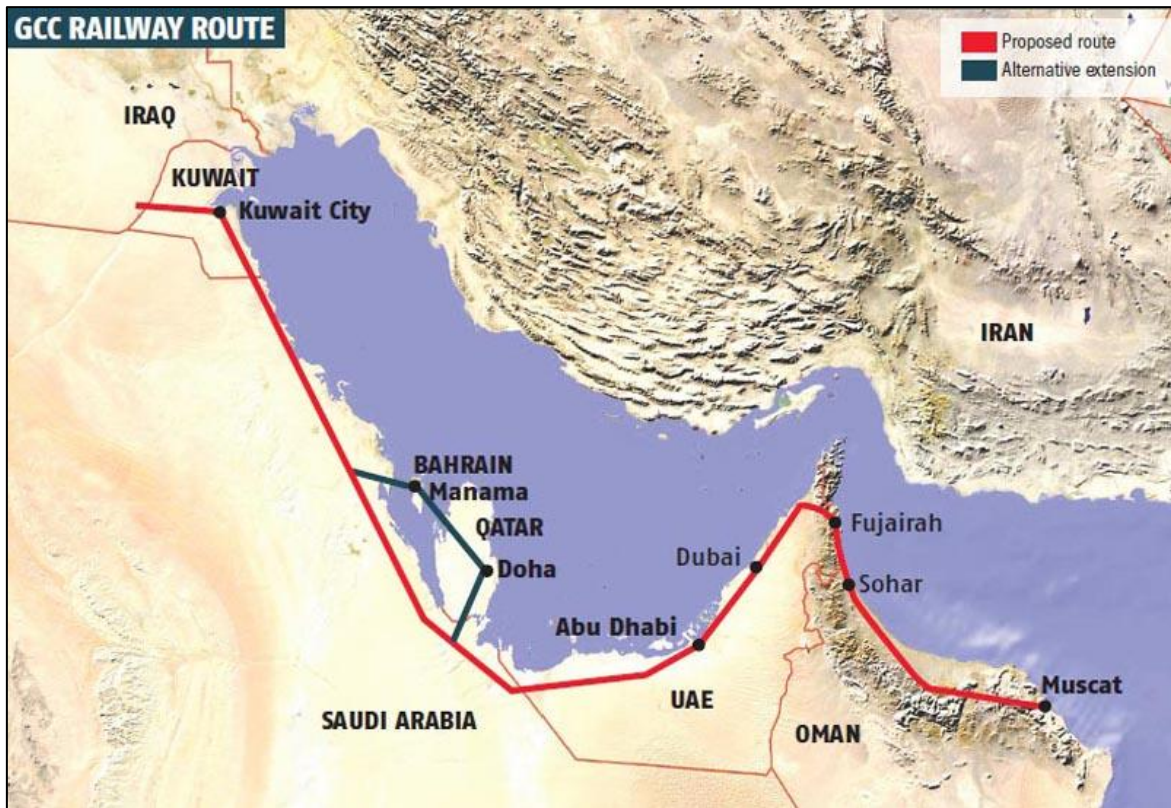 GCC RAILWAY ROUTE
Proposed route
Alternative extension
IRAQ
KUWAIT
Kuwait City
IRAN
BAHRAIN
Manama
QATAR
Doha
Dubai
Fujairah
Sohar
Abu Dhabi
UAE
Muscat
SAUDI ARABIA
OMAN